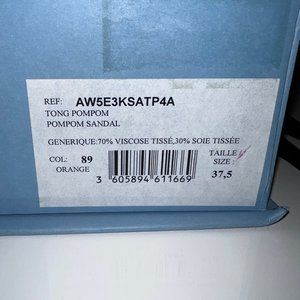 REF: AW5E3KSATP4A
TONG POMPOM
POMPOM SANDAL
GENERIQUE:70% VISCOSE TISSÉ,30% SOIE TISSÉE
COL: 89 TAILLE
ORANGE SIZE :
3 605894 611669 37,5